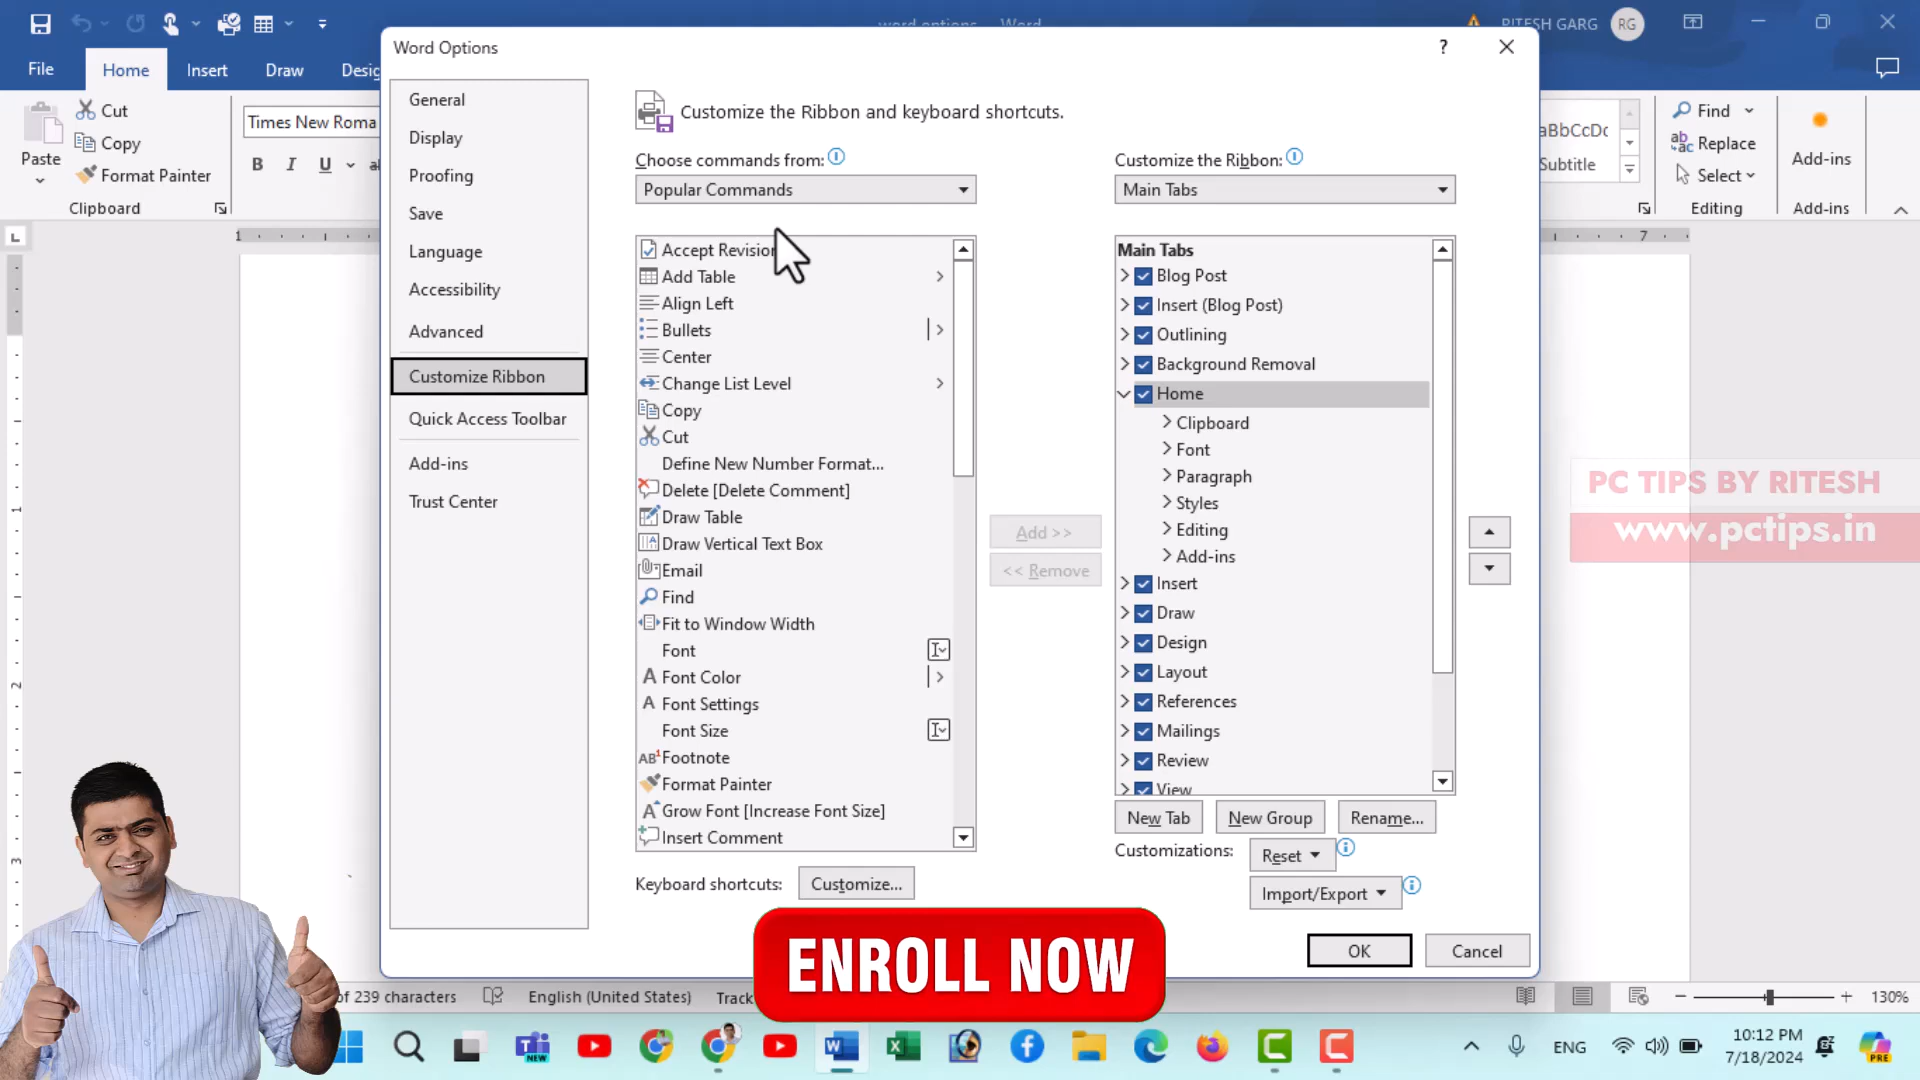 word options - Word
RITESH GARG
RG
File
Home
Insert
Draw
Paste
Cut
Copy
Format Painter
Clipboard
Times New Roma
B
I
U
Subtitle
Find
Replace
Select
Editing
Add-ins
Add-ins
Word Options
?
General
Display
Proofing
Save
Language
Accessibility
Advanced
Customize Ribbon
Quick Access Toolbar
Add-ins
Trust Center
Customize the Ribbon and keyboard shortcuts.
Choose commands from:
Popular Commands
Accept Revision
Add Table
Align Left
Bullets
Center
Change List Level
Copy
Cut
Define New Number Format...
Delete [Delete Comment]
Draw Table
Draw Vertical Text Box
Email
Find
Fit to Window Width
Font
Font Color
Font Settings
Font Size
Footnote
Format Painter
Grow Font [Increase Font Size]
Insert Comment
Keyboard shortcuts:
Customize...
Add >>
<< Remove
Customize the Ribbon:
Main Tabs
Main Tabs
Blog Post
Insert (Blog Post)
Outlining
Background Removal
Home
Clipboard
Font
Paragraph
Styles
Editing
Add-ins
Insert
Draw
Design
Layout
References
Mailings
Review
View
New Tab
New Group
Rename...
Customizations:
Reset
Import/Export
OK
Cancel
PC TIPS BY RITESH
www.pctips.in
ENROLL NOW
of 239 characters
English (United States)
130%
ENG
10:12 PM
7/18/2024